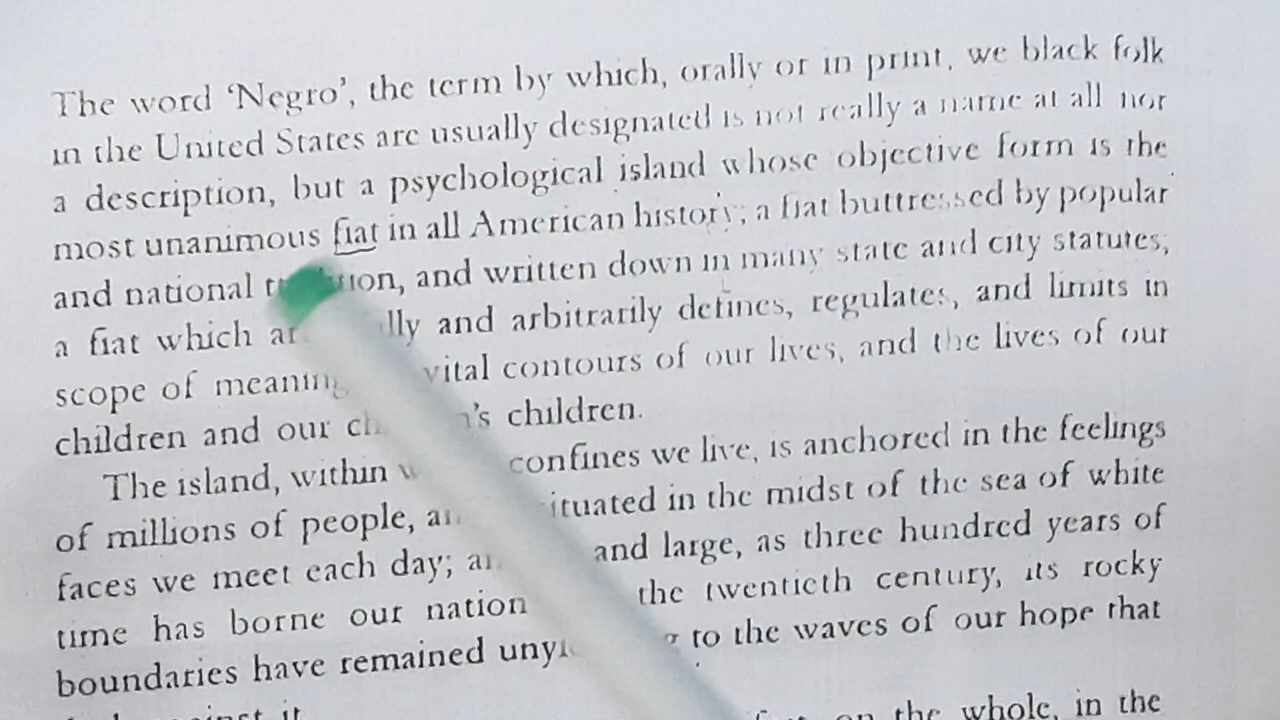 The word ‘Negro’, the term by which, orally or in print, we black folk
in the United States are usually designated is not really a name at all nor
a description, but a psychological island whose objective form is the
most unanimous fiat in all American history; a fiat buttressed by popular
and national tradition, and written down in many state and city statutes,
a fiat which and arbitrarily defines, regulates, and limits in
scope of meaning vital contours of our lives, and the lives of our
children and our children's children.
The island, within confines we live, is anchored in the feelings
of millions of people, situated in the midst of the sea of white
faces we meet each day; and large, as three hundred years of
time has borne our nation the twentieth century, its rocky
boundaries have remained to the waves of our hope that
it
on the whole, in the